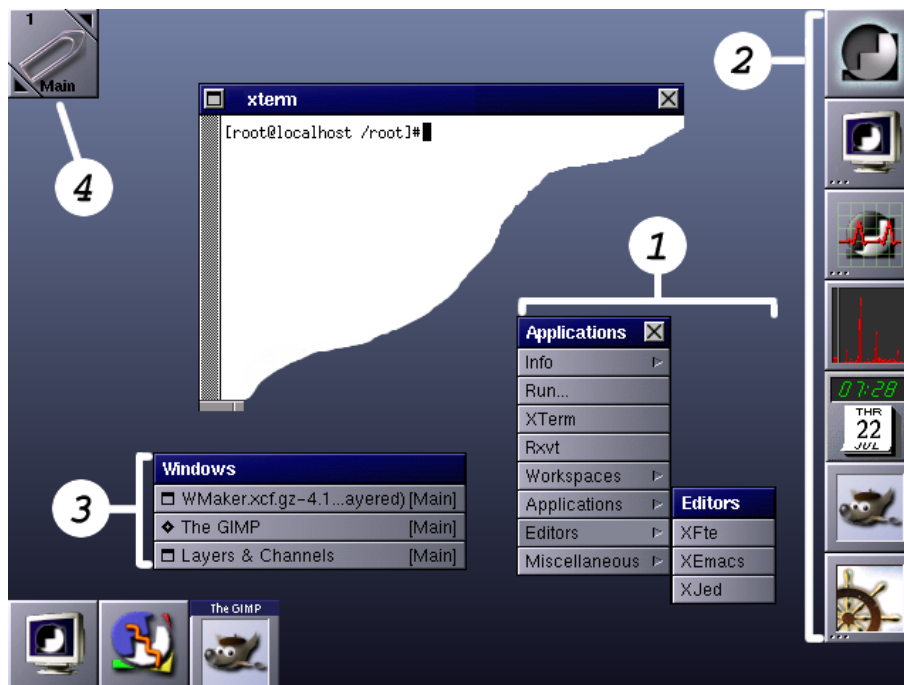 1
Main
2
xterm
[root@localhost /root]#
4
1
Applications
Info
Run...
XTerm
Rxvt
Workspaces
Applications
Editors
Miscellaneous
Editors
XFte
XEmacs
XJed
07:28
THR
22
JUL
3
Windows
WMaker.xcf.gz-4.1...ayered) [Main]
The GIMP [Main]
Layers & Channels [Main]
The GIMP